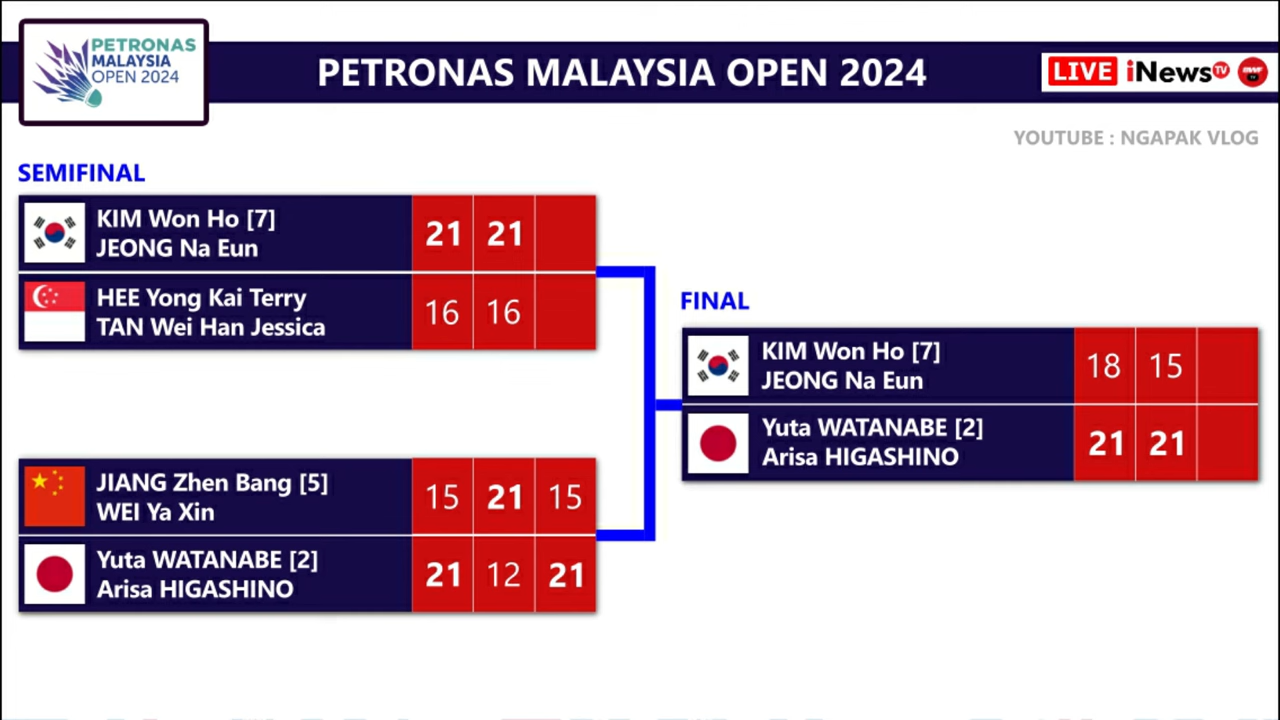 PETRONAS
MALAYSIA
OPEN 2024
PETRONAS MALAYSIA OPEN 2024
LIVE iNews TV BWF TV
YOUTUBE : NGAPAK VLOG
SEMIFINAL
KIM Won Ho [7]
JEONG Na Eun
21 21
HEE Yong Kai Terry
TAN Wei Han Jessica
16 16
JIANG Zhen Bang [5]
WEI Ya Xin
15 21 15
Yuta WATANABE [2]
Arisa HIGASHINO
21 12 21
FINAL
KIM Won Ho [7]
JEONG Na Eun
18 15
Yuta WATANABE [2]
Arisa HIGASHINO
21 21